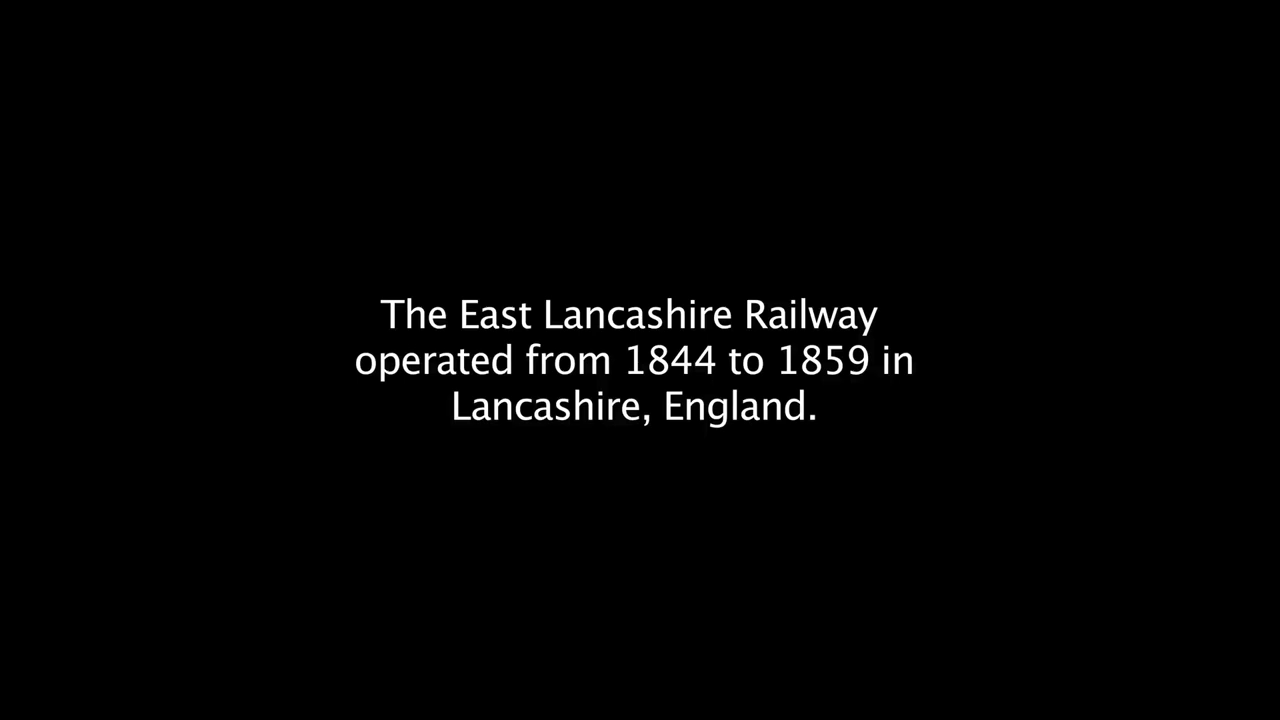 The East Lancashire Railway
operated from 1844 to 1859 in
Lancashire, England.